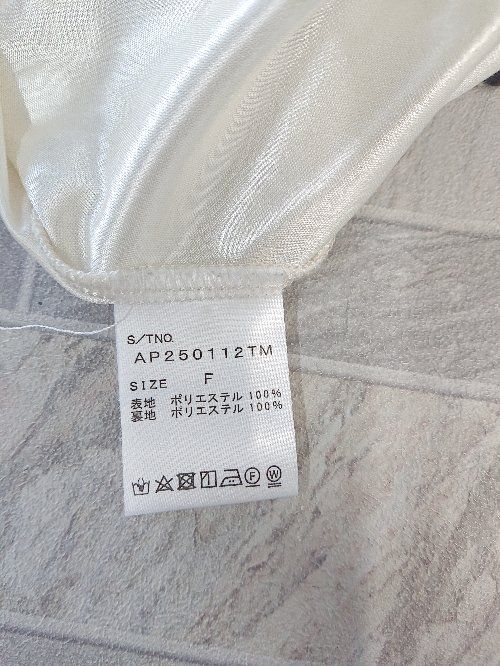 S/TNO.
AP250112TM
SIZE F
表地 ポリエステル 100%
裏地 ポリエステル 100%
F W